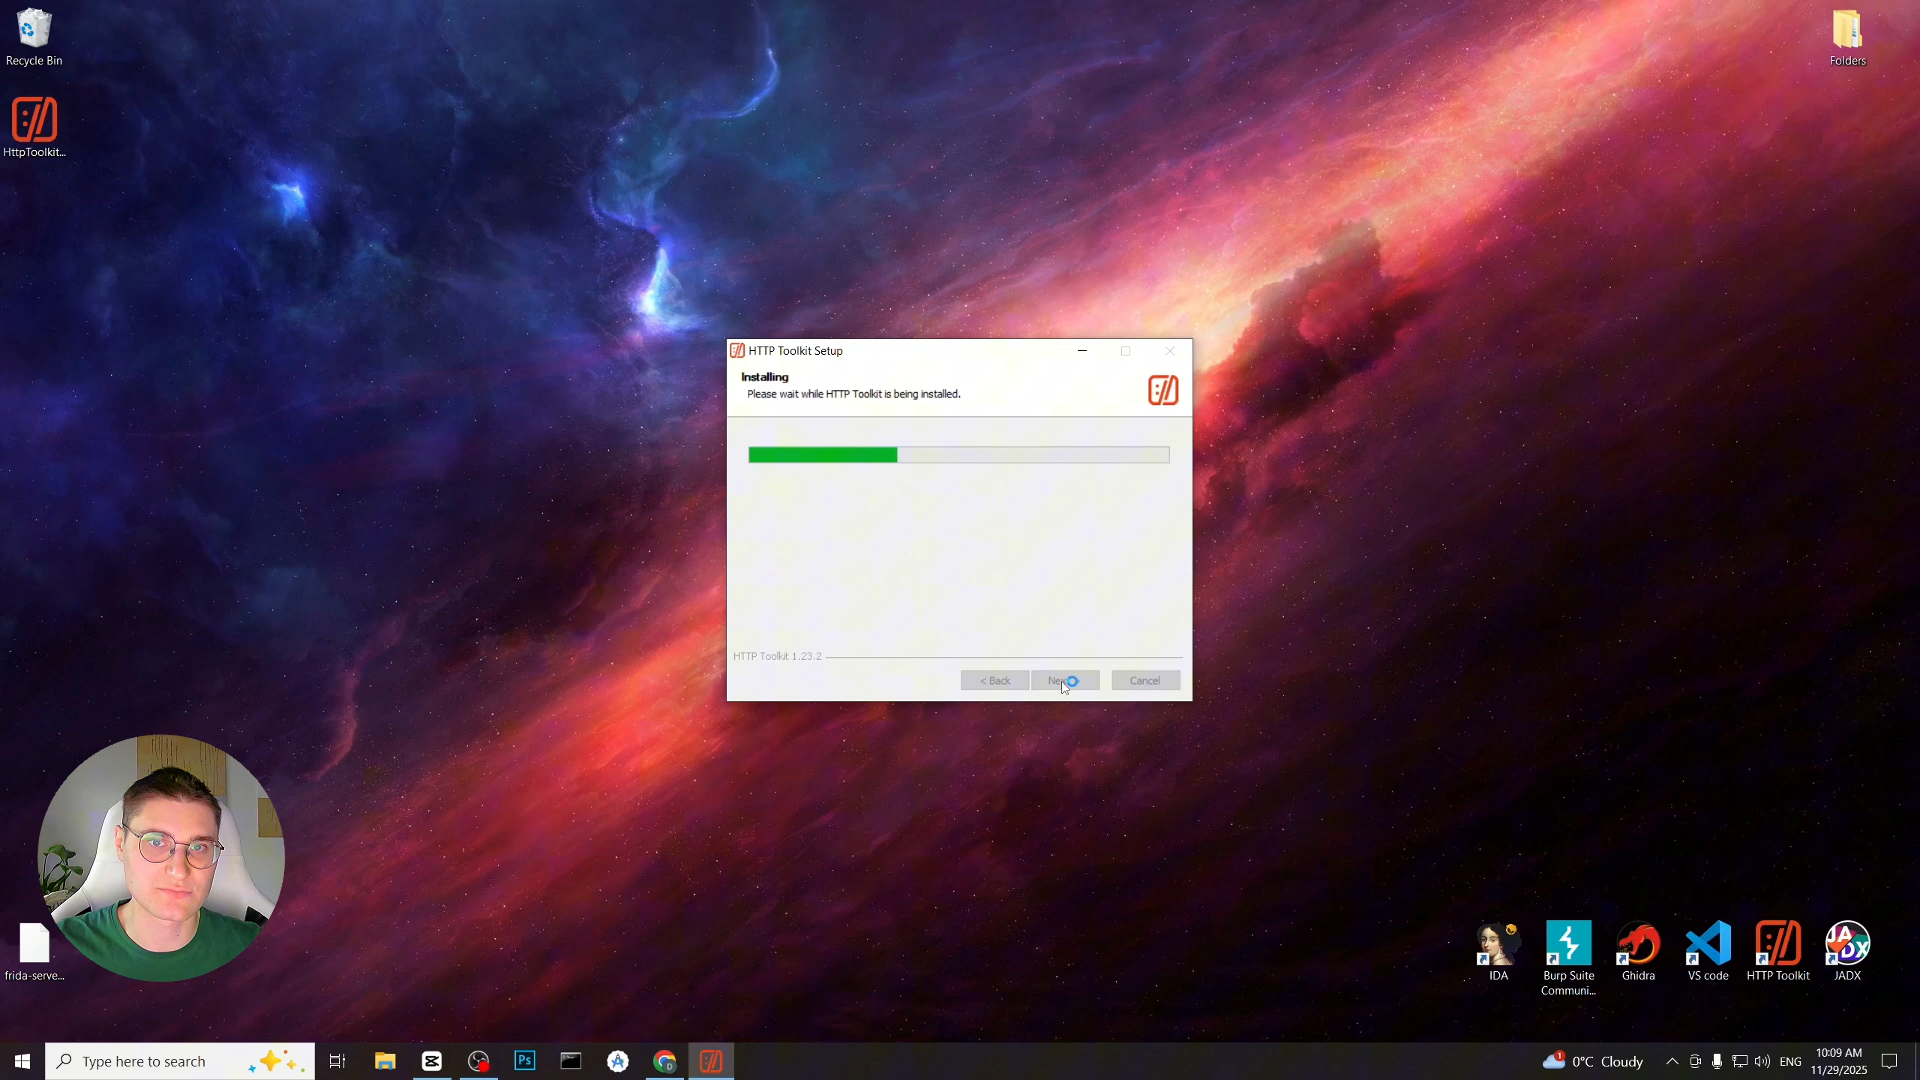 Recycle Bin
Folders
HttpToolkit...
HTTP Toolkit Setup
Installing
Please wait while HTTP Toolkit is being installed.
HTTP Toolkit 1.23.2
< Back
Cancel
frida-serve...
IDA
Burp Suite
Communi...
Ghidra
VS code
HTTP Toolkit
JADX
Type here to search
Ps
1
0°C Cloudy
ENG
10:09 AM
11/29/2025